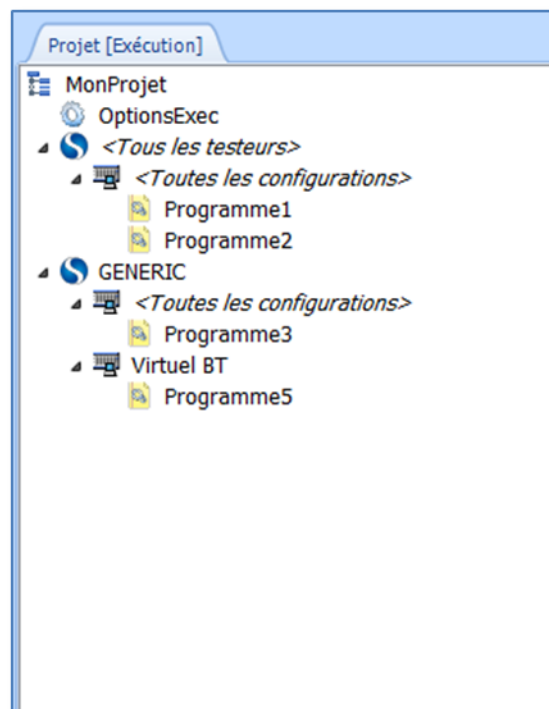 Projet [Exécution]
MonProjet
OptionsExec
<Tous les testeurs>
<Toutes les configurations>
Programme1
Programme2
GENERIC
<Toutes les configurations>
Programme3
Virtuel BT
Programme5